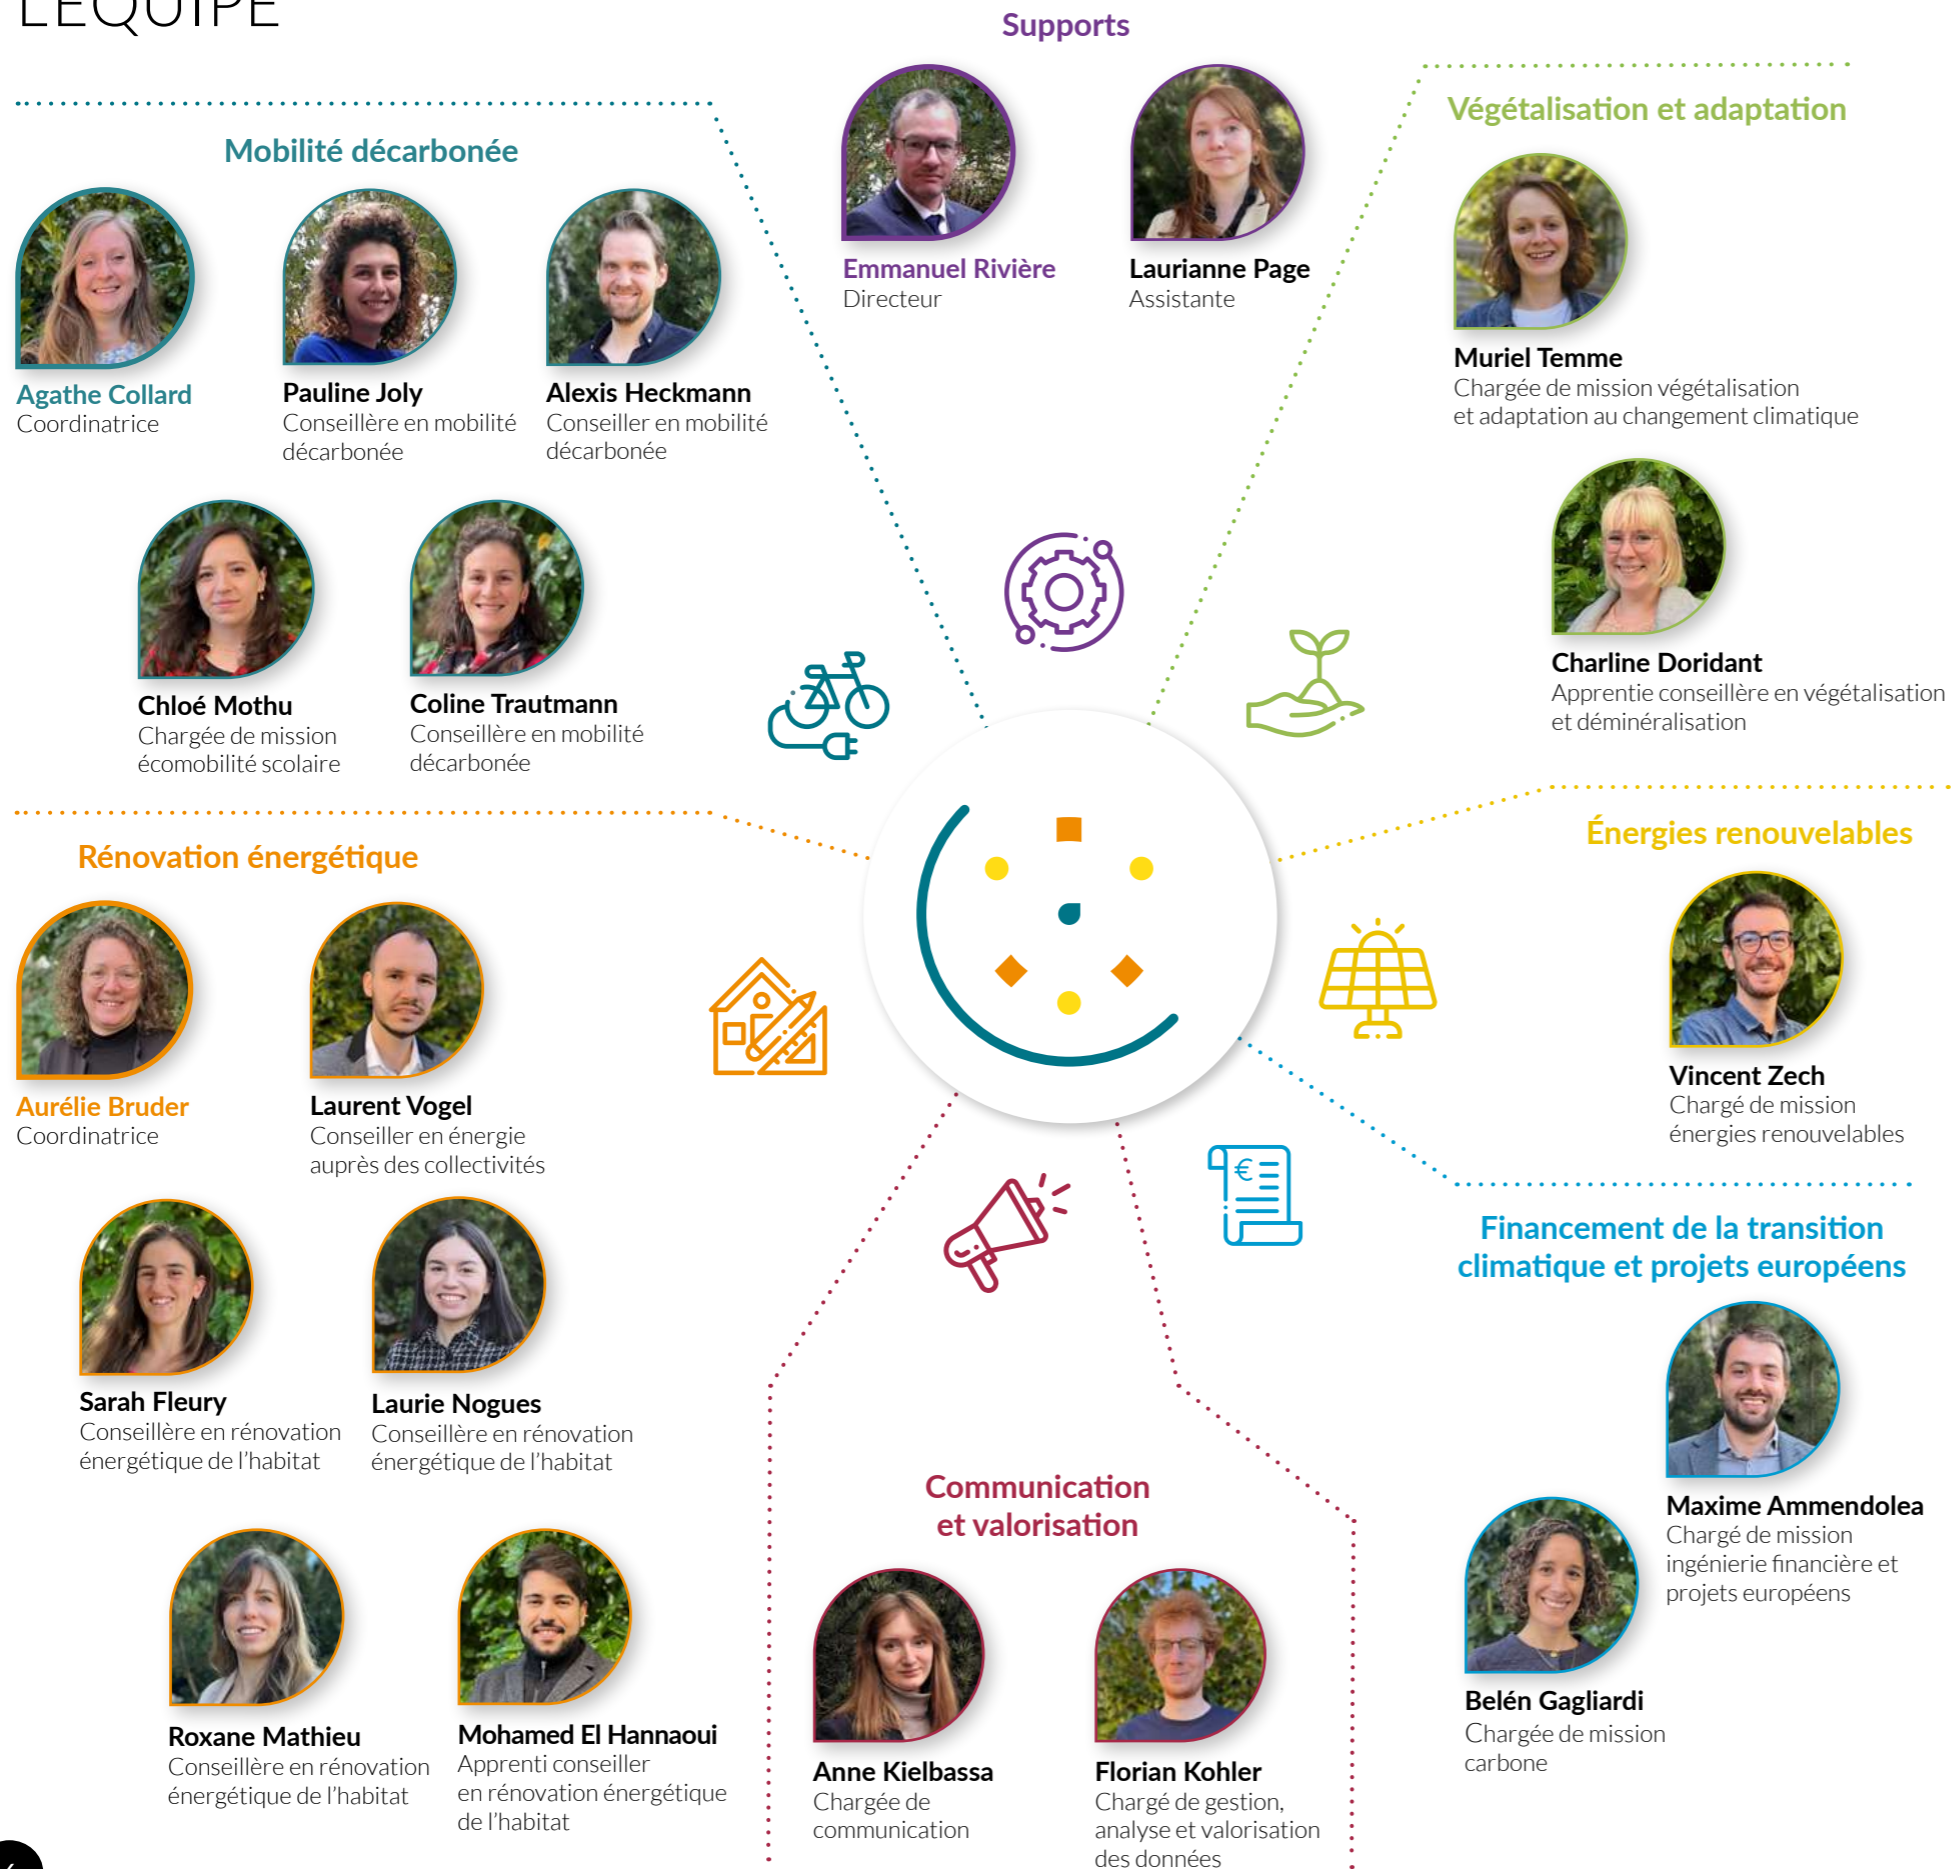 L'ÉQUIPE
Supports
Emmanuel Rivière
Directeur
Laurianne Page
Assistante
Mobilité décarbonée
Agathe Collard
Coordinatrice
Pauline Joly
Conseillère en mobilité
décarbonée
Alexis Heckmann
Conseiller en mobilité
décarbonée
Chloé Mothu
Chargée de mission
écomobilité scolaire
Coline Trautmann
Conseillère en mobilité
décarbonée
Végétalisation et adaptation
Muriel Temme
Chargée de mission végétalisation
et adaptation au changement climatique
Charline Doridant
Apprentie conseillère en végétalisation
et déminéralisation
Énergies renouvelables
Vincent Zech
Chargé de mission
énergies renouvelables
Rénovation énergétique
Aurélie Bruder
Coordinatrice
Laurent Vogel
Conseiller en énergie
auprès des collectivités
Sarah Fleury
Conseillère en rénovation
énergétique de l'habitat
Laurie Nogues
Conseillère en rénovation
énergétique de l'habitat
Roxane Mathieu
Conseillère en rénovation
énergétique de l'habitat
Mohamed El Hannaoui
Apprenti conseiller
en rénovation énergétique
de l'habitat
€
Financement de la transition
climatique et projets européens
Maxime Ammendolea
Chargé de mission
ingénierie financière et
projets européens
Belén Gagliardi
Chargée de mission
carbone
Communication
et valorisation
Anne Kielbassa
Chargée de
communication
Florian Kohler
Chargé de gestion,
analyse et valorisation
des données